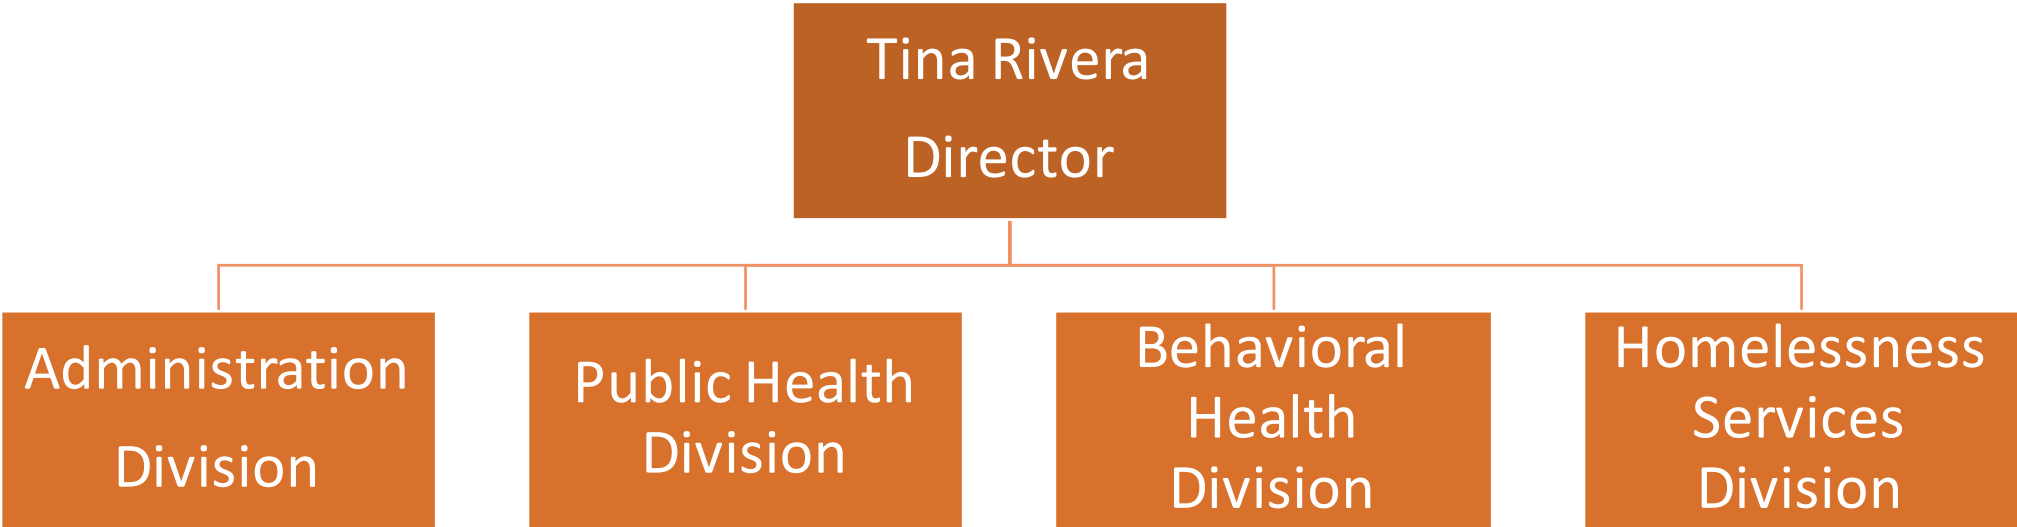 Tina Rivera
Director
Administration
Division
Public Health
Division
Behavioral
Health
Division
Homelessness
Services
Division